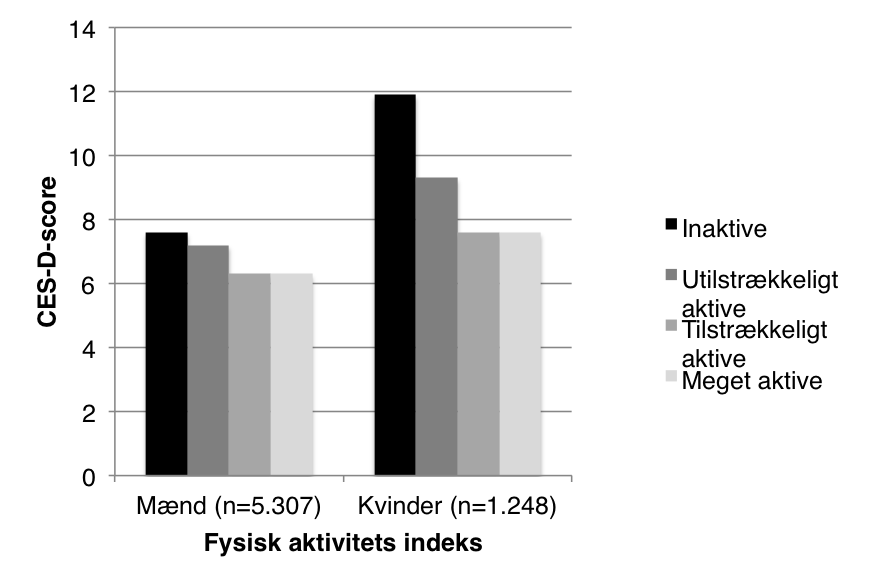 14
12
10
8
6
4
2
0
CES-D-score
Mænd (n=5.307)
Kvinder (n=1.248)
Fysisk aktivitets indeks
Inaktive
Utilstrækkeligt
aktive
Tilstrækkeligt
aktive
Meget aktive